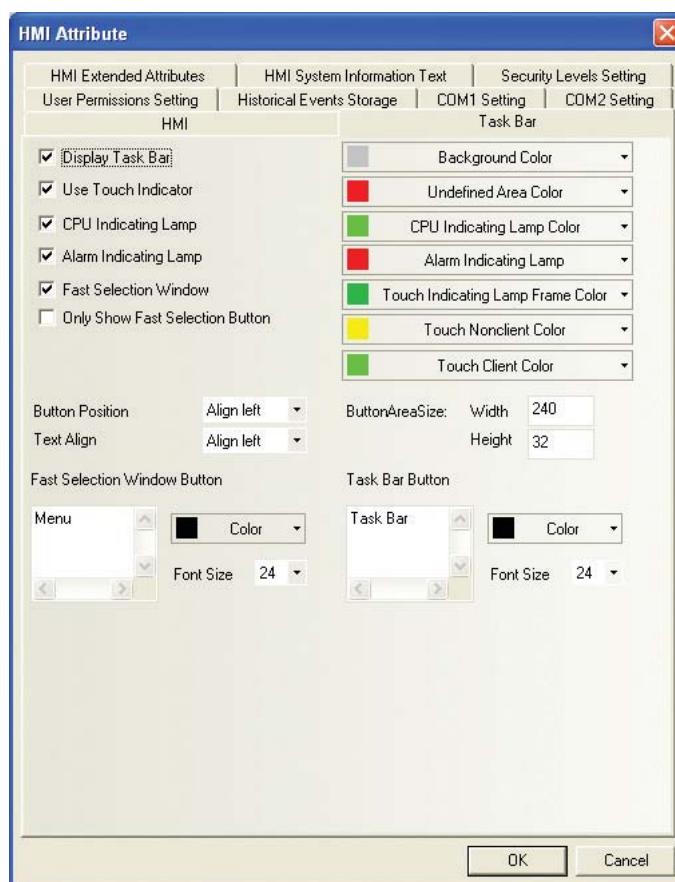 HMI Attribute
HMI Extended Attributes
HMI System Information Text
Security Levels Setting
User Permissions Setting
Historical Events Storage
COM1 Setting
COM2 Setting
HMI
Task Bar
Display Task Bar
Use Touch Indicator
CPU Indicating Lamp
Alarm Indicating Lamp
Fast Selection Window
Only Show Fast Selection Button
Background Color
Undefined Area Color
CPU Indicating Lamp Color
Alarm Indicating Lamp
Touch Indicating Lamp Frame Color
Touch Nonclient Color
Touch Client Color
Button Position
Align left
Text Align
Align left
ButtonAreaSize:
Width
240
Height
32
Fast Selection Window Button
Menu
Color
Font Size
24
Task Bar Button
Task Bar
Color
Font Size
24
OK
Cancel